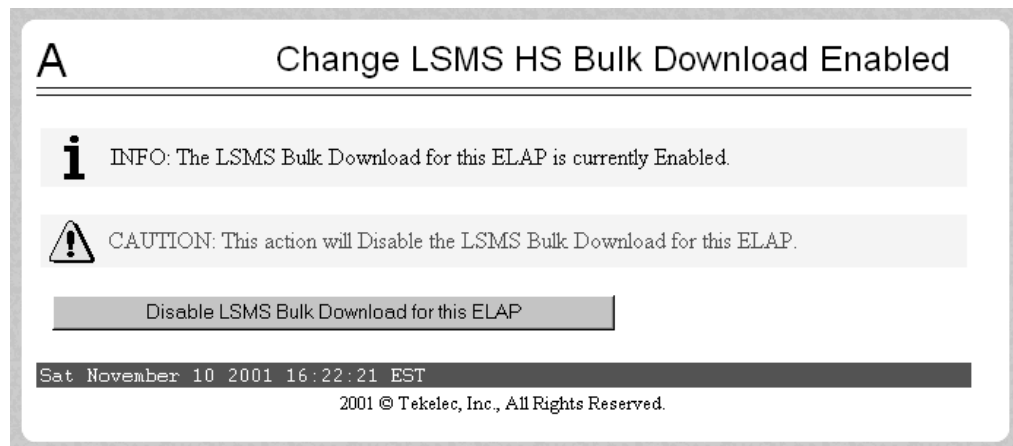 A
Change LSMS HS Bulk Download Enabled
INFO: The LSMS Bulk Download for this ELAP is currently Enabled.
CAUTION: This action will Disable the LSMS Bulk Download for this ELAP.
Disable LSMS Bulk Download for this ELAP
Sat November 10 2001 16:22:21 EST
2001 © Tekelec, Inc., All Rights Reserved.